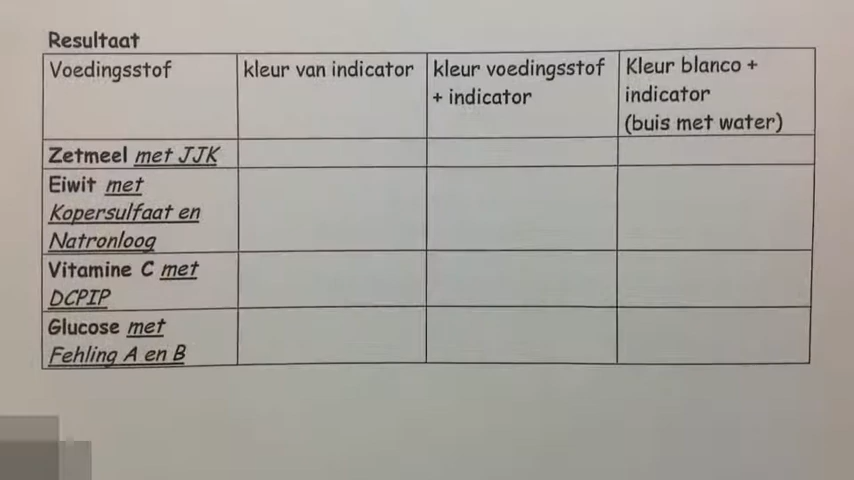 Resultaat
Voedingsstof
kleur van indicator
kleur voedingsstof
+ indicator
Kleur blanco +
indicator
(buis met water)
Zetmeel met JJK
Eiwit met
Kopersulfaat en
Natronloog
Vitamine C met
DCPIP
Glucose met
Fehling A en B